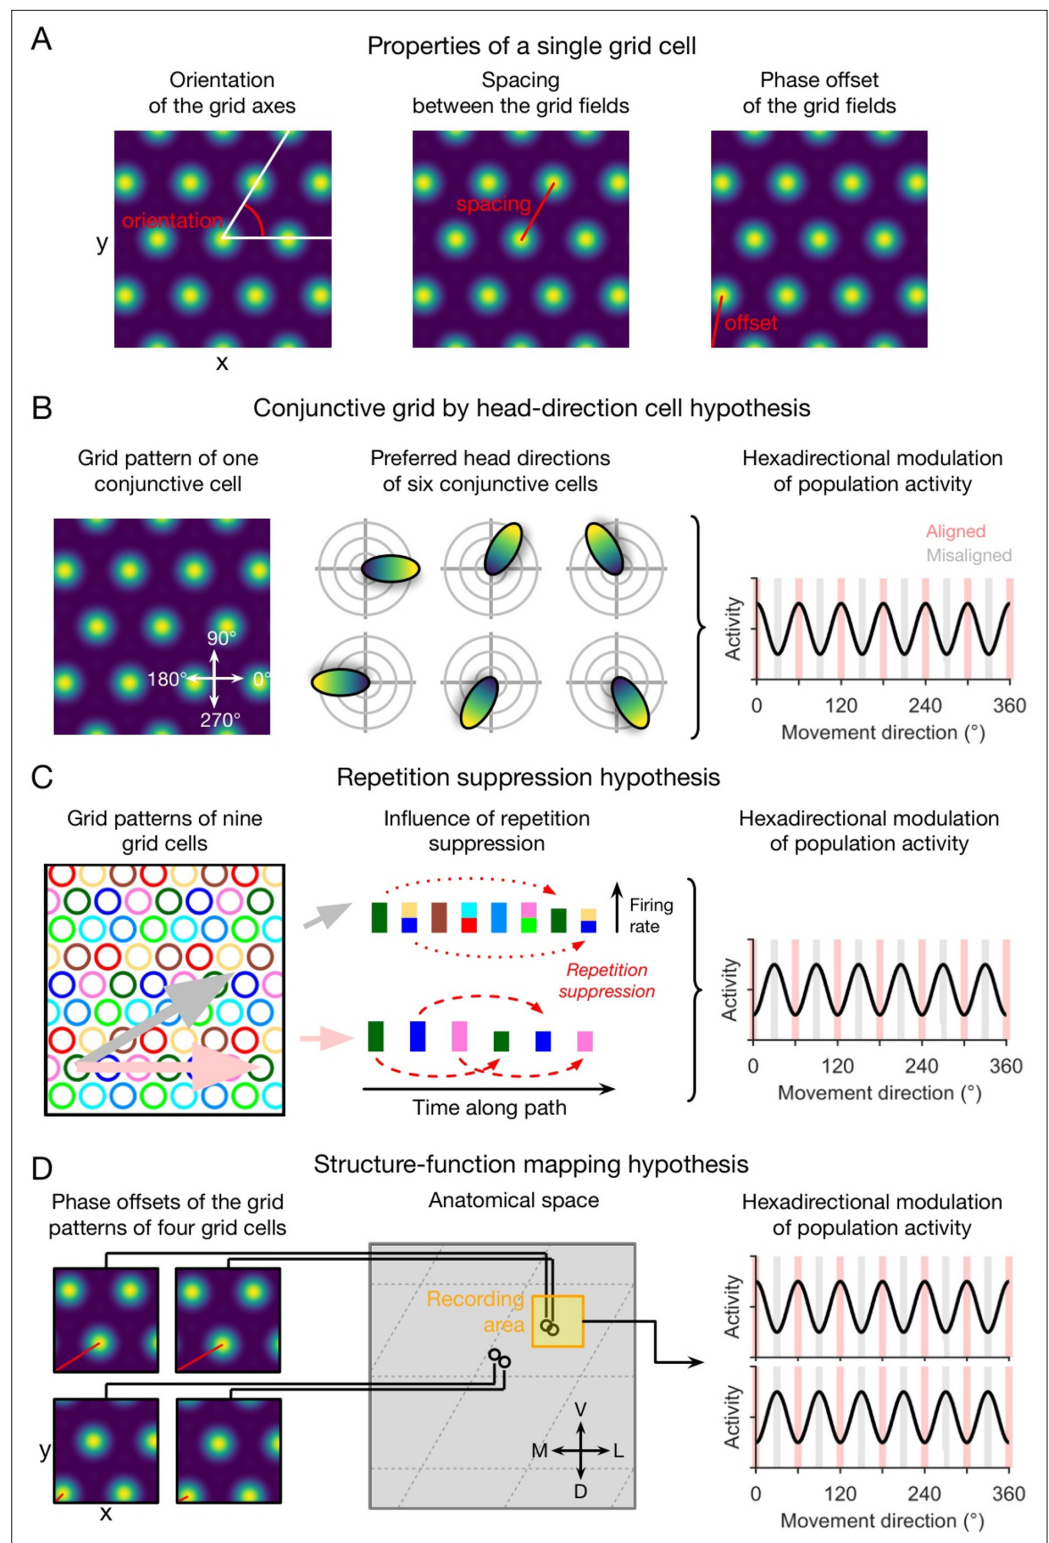 A
Properties of a single grid cell
Orientation
of the grid axes
Spacing
between the grid fields
Phase offset
of the grid fields
orientation
spacing
offset
y
x
B
Conjunctive grid by head-direction cell hypothesis
Grid pattern of one
conjunctive cell
Preferred head directions
of six conjunctive cells
Hexadirectional modulation
of population activity
90°
180°
0°
270°
Aligned
Misaligned
Activity
0 120 240 360
Movement direction (°)
C
Repetition suppression hypothesis
Grid patterns of nine
grid cells
Influence of repetition
suppression
Hexadirectional modulation
of population activity
Firing
rate
Repetition
suppression
Time along path
Activity
0 120 240 360
Movement direction (°)
D
Structure-function mapping hypothesis
Phase offsets of the grid
patterns of four grid cells
Anatomical space
Hexadirectional modulation
of population activity
Recording
area
V
M
L
D
y
x
Activity
Activity
0 120 240 360
Movement direction (°)